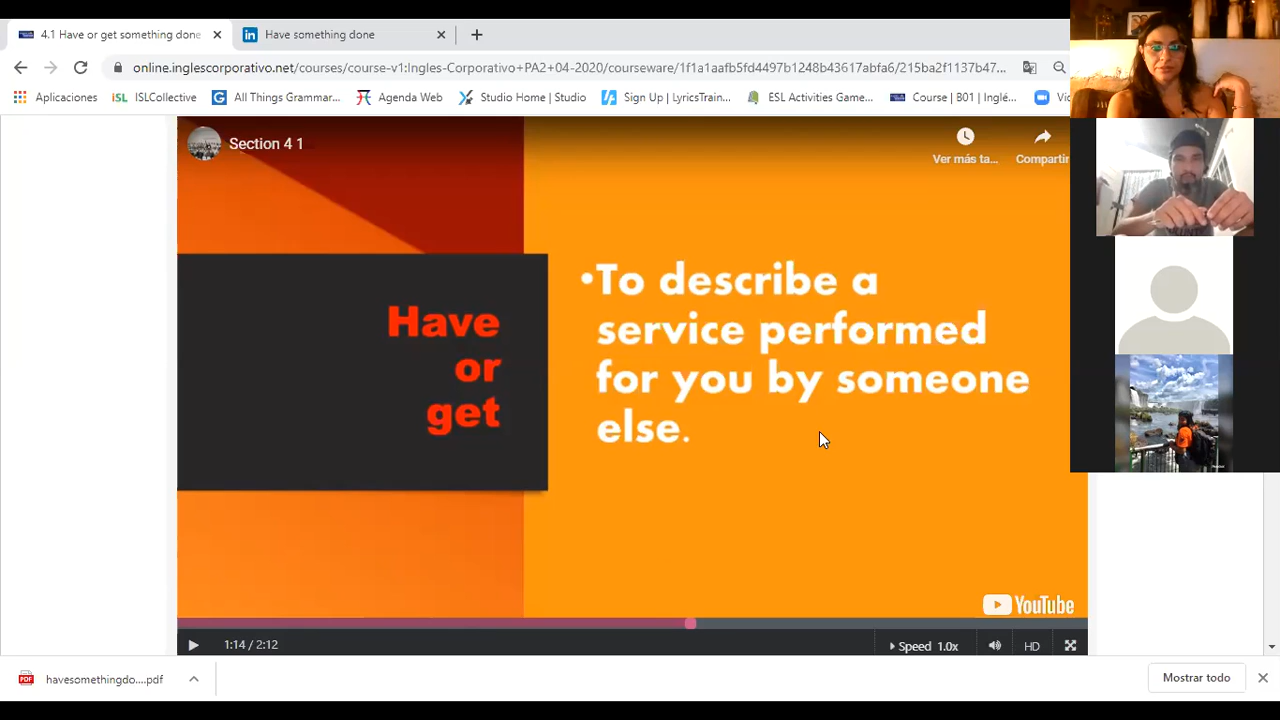 4.1 Have or get something done
Have something done
online.inglescorporativo.net/courses/course-v1:Ingles-Corporativo+PA2+04-2020/courseware/1f1a1aafb5fd4497b1248b43617abfa6/215ba2f1137b47...
Aplicaciones
ISLCollective
All Things Grammar...
Agenda Web
Studio Home | Studio
Sign Up | LyricsTrain...
ESL Activities Game...
Course | B01 | Inglé...
Section 4 1
Ver más ta...
Compartir
Have
or
get
•To describe a
service performed
for you by someone
else.
YouTube
1:14 / 2:12
Speed 1.0x
HD
havesomethingdo....pdf
Mostrar todo